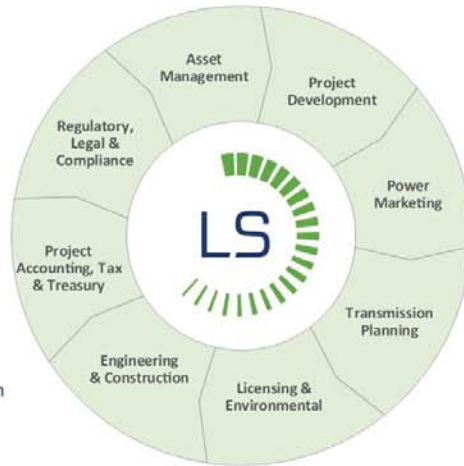 Asset
Management
Project
Development
Power
Marketing
Transmission
Planning
Licensing &
Environmental
Engineering
& Construction
Project
Accounting, Tax
& Treasury
Regulatory,
Legal &
Compliance
LS
n